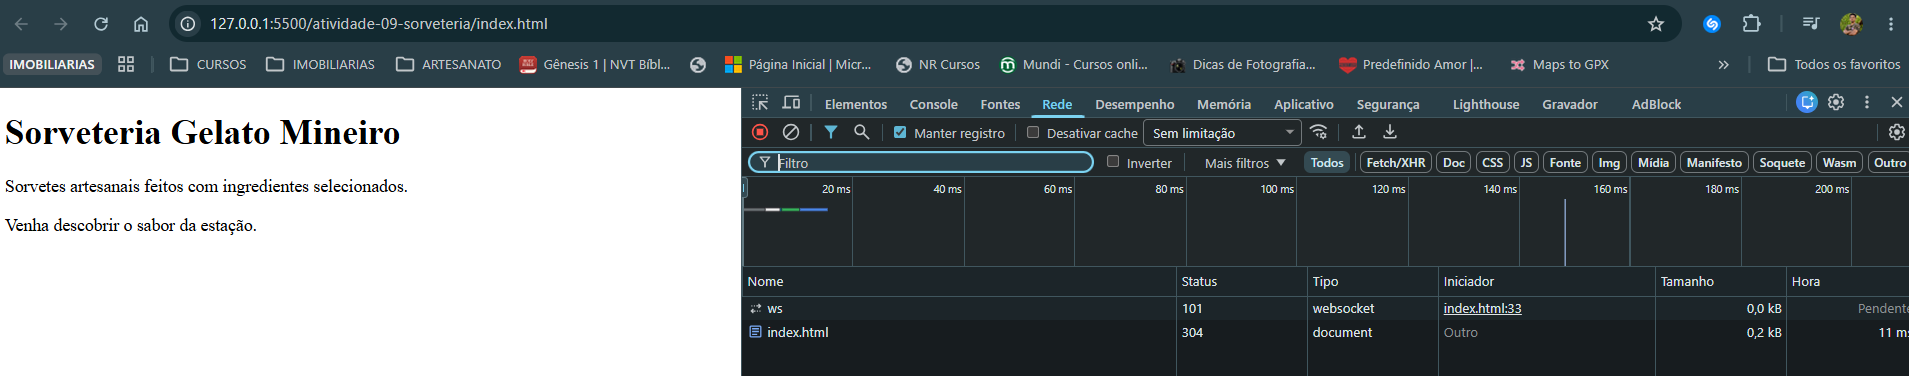 127.0.0.1:5500/atividade-09-sorveteria/index.html
IMOBILIARIAS CURSOS IMOBILIARIAS ARTESANATO Gênesis 1 | NVT Bíbl... Página Inicial | Micr... NR Cursos Mundi - Cursos onli... Dicas de Fotografia... Predefinido Amor |... Maps to GPX » Todos os favoritos
Sorveteria Gelato Mineiro
Sorvetes artesanais feitos com ingredientes selecionados.
Venha descobrir o sabor da estação.
Elementos Console Fontes Rede Desempenho Memória Aplicativo Segurança Lighthouse Gravador AdBlock
Manter registro Desativar cache Sem limitação
Filtro Inverter Mais filtros Todos Fetch/XHR Doc CSS JS Fonte Img Mídia Manifesto Soquete Wasm Outro
20 ms 40 ms 60 ms 80 ms 100 ms 120 ms 140 ms 160 ms 180 ms 200 ms
Nome Status Tipo Iniciador Tamanho Hora
ws 101 websocket index.html:33 0,0 kB Pendente
index.html 304 document Outro 0,2 kB 11 ms